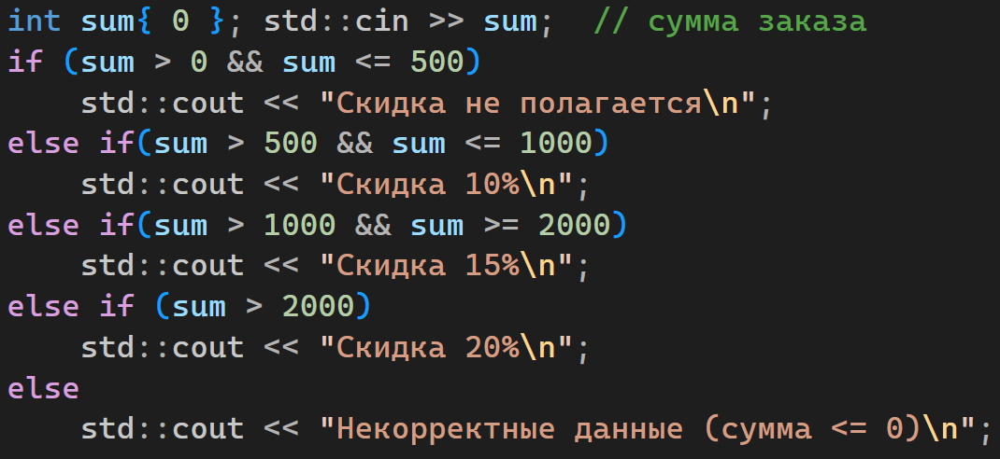 int sum{ 0 }; std::cin >> sum;  // сумма заказа
if (sum > 0 && sum <= 500)
    std::cout << "Скидка не полагается\n";
else if(sum > 500 && sum <= 1000)
    std::cout << "Скидка 10%\n";
else if(sum > 1000 && sum >= 2000)
    std::cout << "Скидка 15%\n";
else if (sum > 2000)
    std::cout << "Скидка 20%\n";
else
    std::cout << "Некорректные данные (сумма <= 0)\n";